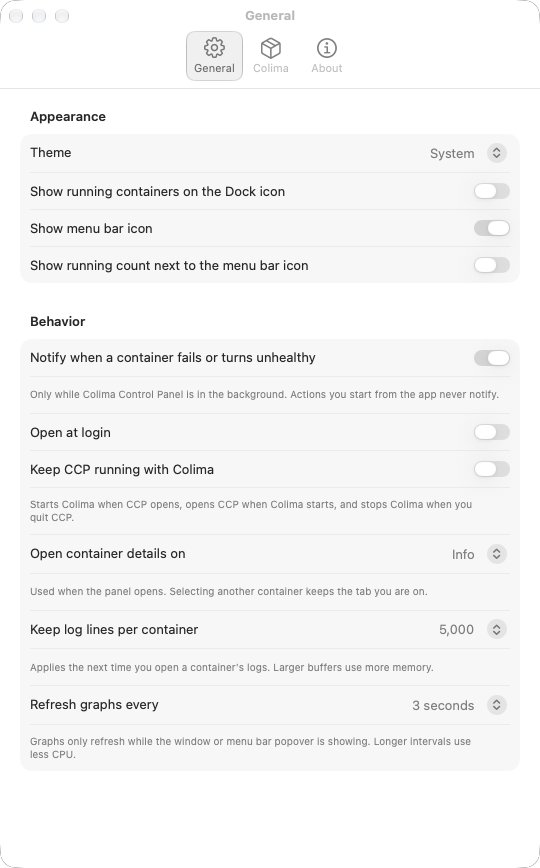 General
General
Colima
About
Appearance
Theme
System
Show running containers on the Dock icon
Show menu bar icon
Show running count next to the menu bar icon
Behavior
Notify when a container fails or turns unhealthy
Only while Colima Control Panel is in the background. Actions you start from the app never notify.
Open at login
Keep CCP running with Colima
Starts Colima when CCP opens, opens CCP when Colima starts, and stops Colima when you
quit CCP.
Open container details on
Info
Used when the panel opens. Selecting another container keeps the tab you are on.
Keep log lines per container
5,000
Applies the next time you open a container's logs. Larger buffers use more memory.
Refresh graphs every
3 seconds
Graphs only refresh while the window or menu bar popover is showing. Longer intervals use
less CPU.